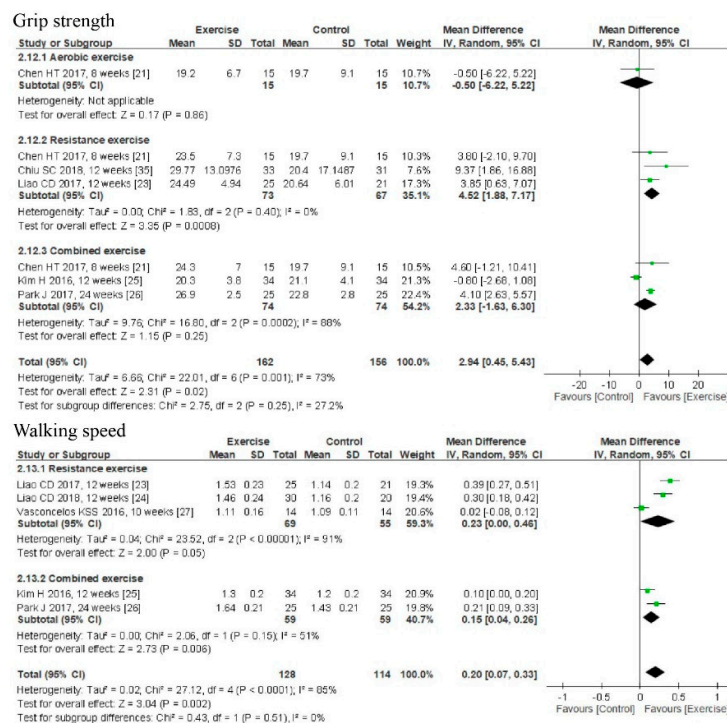 Grip strength
Exercise Control Mean Difference Mean Difference
Study or Subgroup Mean SD Total Mean SD Total Weight IV, Random, 95% CI IV, Random, 95% CI
2.12.1 Aerobic exercise
Chen HT 2017, 8 weeks [21] 19.2 6.7 15 19.7 9.1 15 10.7% -0.50 [-6.22, 5.22]
Subtotal (95% CI) 15 15 10.7% -0.50 [-6.22, 5.22]
Heterogeneity: Not applicable
Test for overall effect: Z = 0.17 (P = 0.86)
2.12.2 Resistance exercise
Chen HT 2017, 8 weeks [21] 23.5 7.3 15 19.7 9.1 15 10.3% 3.80 [-2.10, 9.70]
Chiu SC 2018, 12 weeks [35] 29.77 13.0976 33 20.4 17.1487 31 7.6% 9.37 [1.86, 16.88]
Liao CD 2017, 12 weeks [23] 24.49 4.94 25 20.64 6.01 21 17.3% 3.85 [0.63, 7.07]
Subtotal (95% CI) 73 67 35.1% 4.52 [1.88, 7.17]
Heterogeneity: Tau² = 0.00; Chi² = 1.83, df = 2 (P = 0.40); I² = 0%
Test for overall effect: Z = 3.35 (P = 0.0008)
2.12.3 Combined exercise
Chen HT 2017, 8 weeks [21] 24.3 7 15 19.7 9.1 15 10.5% 4.60 [-1.21, 10.41]
Kim H 2016, 12 weeks [25] 20.3 3.8 34 21.1 4.1 34 21.3% -0.80 [-2.68, 1.08]
Park J 2017, 24 weeks [26] 26.9 2.5 25 22.8 2.8 25 22.4% 4.10 [2.63, 5.57]
Subtotal (95% CI) 74 74 54.2% 2.33 [-1.63, 6.30]
Heterogeneity: Tau² = 9.76; Chi² = 16.80, df = 2 (P = 0.0002); I² = 88%
Test for overall effect: Z = 1.15 (P = 0.25)
Total (95% CI) 162 156 100.0% 2.94 [0.45, 5.43]
Heterogeneity: Tau² = 6.66; Chi² = 22.01, df = 6 (P = 0.001); I² = 73%
Test for overall effect: Z = 2.31 (P = 0.02)
Test for subgroup differences: Chi² = 2.75, df = 2 (P = 0.25), I² = 27.2%
-20 -10 0 10 20
Favours [Control] Favours [Exercise]
Walking speed
Exercise Control Mean Difference Mean Difference
Study or Subgroup Mean SD Total Mean SD Total Weight IV, Random, 95% CI IV, Random, 95% CI
2.13.1 Resistance exercise
Liao CD 2017, 12 weeks [23] 1.53 0.23 25 1.14 0.2 21 19.3% 0.39 [0.27, 0.51]
Liao CD 2018, 12 weeks [24] 1.46 0.24 30 1.16 0.2 20 19.4% 0.30 [0.18, 0.42]
Vasconcelos KSS 2016, 10 weeks [27] 1.11 0.16 14 1.09 0.11 14 20.6% 0.02 [-0.08, 0.12]
Subtotal (95% CI) 69 55 59.3% 0.23 [0.00, 0.46]
Heterogeneity: Tau² = 0.04; Chi² = 23.52, df = 2 (P < 0.00001); I² = 91%
Test for overall effect: Z = 2.00 (P = 0.05)
2.13.2 Combined exercise
Kim H 2016, 12 weeks [25] 1.3 0.2 34 1.2 0.2 34 20.9% 0.10 [0.00, 0.20]
Park J 2017, 24 weeks [26] 1.64 0.21 25 1.43 0.21 25 19.8% 0.21 [0.09, 0.33]
Subtotal (95% CI) 59 59 40.7% 0.15 [0.04, 0.26]
Heterogeneity: Tau² = 0.00; Chi² = 2.06, df = 1 (P = 0.15); I² = 51%
Test for overall effect: Z = 2.73 (P = 0.006)
Total (95% CI) 128 114 100.0% 0.20 [0.07, 0.33]
Heterogeneity: Tau² = 0.02; Chi² = 27.12, df = 4 (P < 0.0001); I² = 85%
Test for overall effect: Z = 3.04 (P = 0.002)
Test for subgroup differences: Chi² = 0.43, df = 1 (P = 0.51), I² = 0%
-1 -0.5 0 0.5 1
Favours [Control] Favours [Exercise]